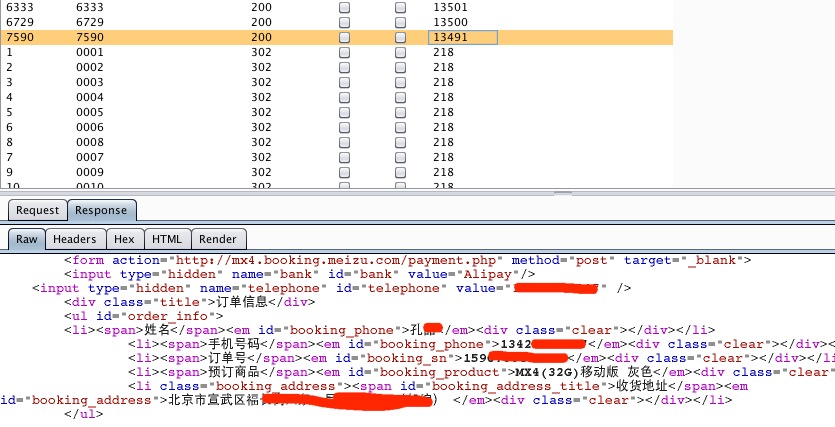 6333 6333 200 13501
6729 6729 200 13500
7590 7590 200 13491
1 0001 302 218
2 0002 302 218
3 0003 302 218
4 0004 302 218
5 0005 302 218
6 0006 302 218
8 0008 302 218
7 0007 302 218
9 0009 302 218
10 0010 302 218
Request Response
Raw Headers Hex HTML Render
<form action="http://mx4.booking.meizu.com/payment.php" method="post" target="_blank">
<input type="hidden" name="bank" id="bank" value="Alipay"/>
<input type="hidden" name="telephone" id="telephone" value=" " />
<div class="title">订单信息</div>
<ul id="order_info">
<li><span>姓名</span><em id="booking_phone">孔 </em><div class="clear"></div></li>
<li><span>手机号码</span><em id="booking_phone">1342 </em><div class="clear"></div>
<li><span>订单号</span><em id="booking_sn">159 </em><div class="clear"></div></
<li><span>预订商品</span><em id="booking_product">MX4(32G)移动版 灰色</em><div class="clear
<li class="booking_address"><span id="booking_address_title">收货地址</span><em
id="booking_address">北京市宣武区福 ) </em><div class="clear"></div></li>
</ul>